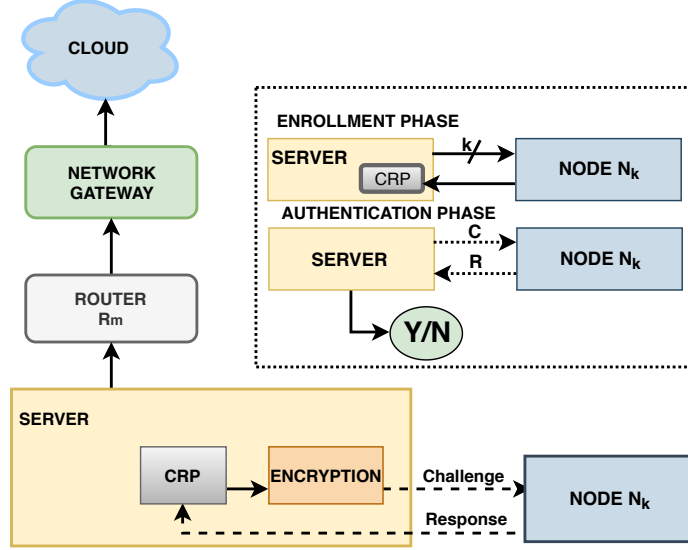 CLOUD
NETWORK
GATEWAY
ROUTER
Rm
ENROLLMENT PHASE
SERVER
CRP
k
NODE Nk
AUTHENTICATION PHASE
SERVER
C
R
NODE Nk
Y/N
SERVER
CRP
ENCRYPTION
Challenge
Response
NODE Nk